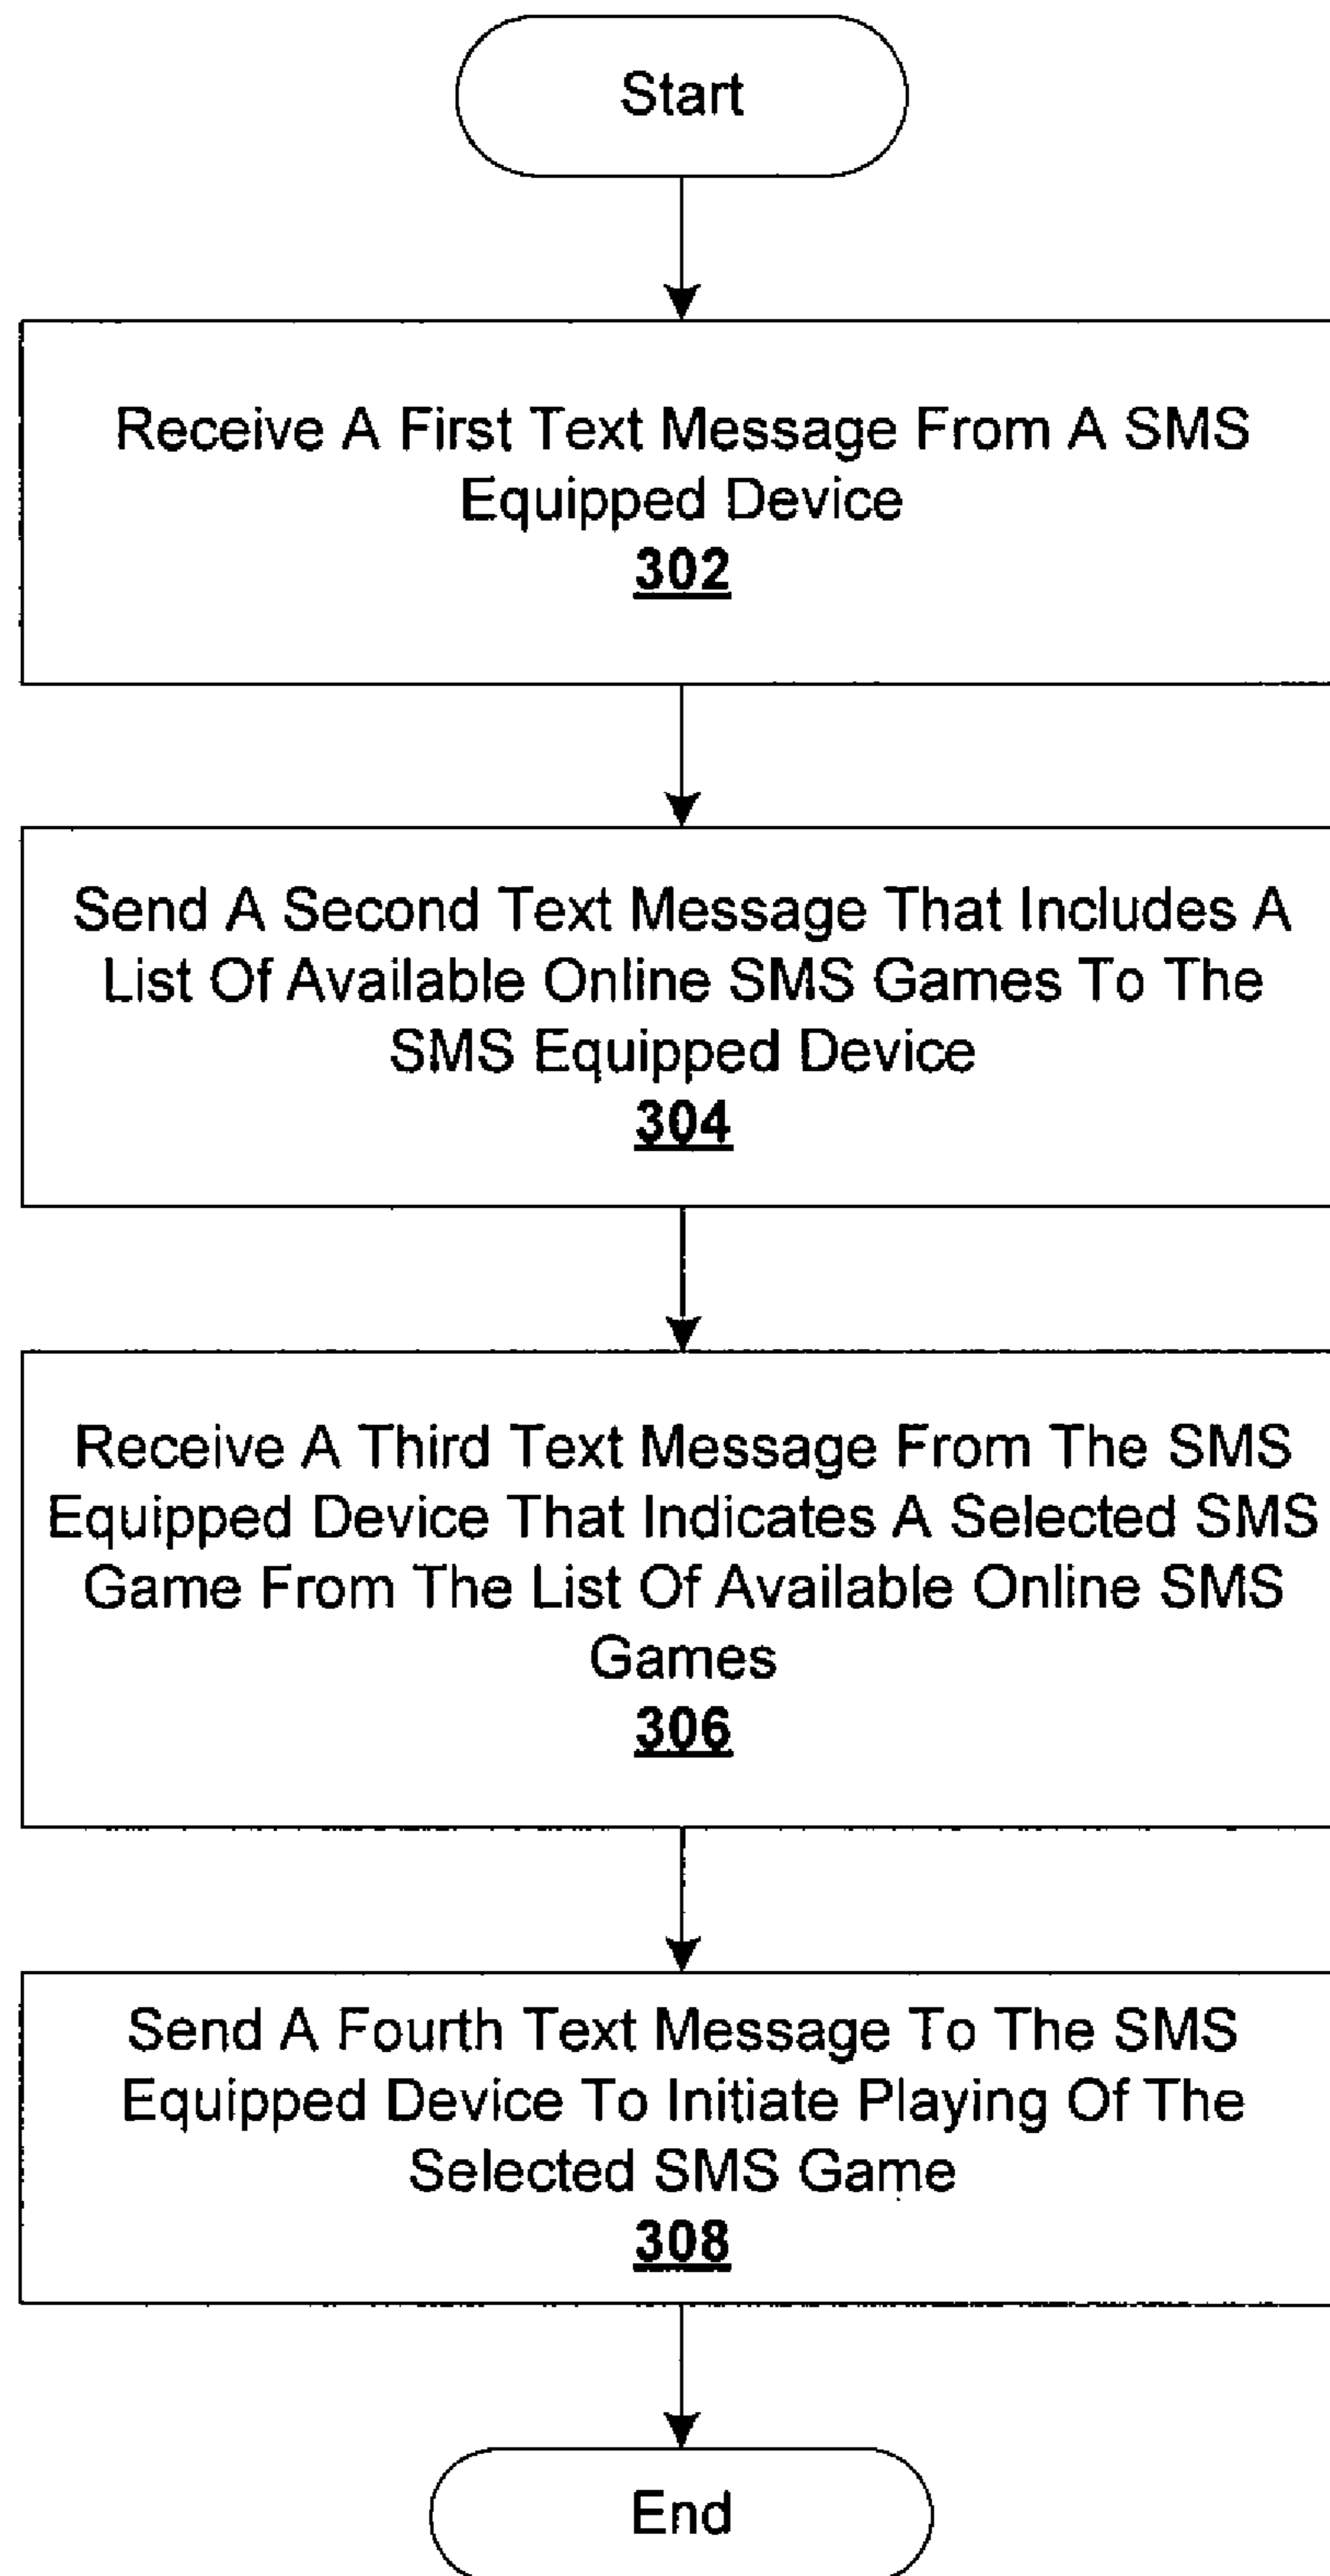 Start
Receive A First Text Message From A SMS
Equipped Device
302
Send A Second Text Message That Includes A
List Of Available Online SMS Games To The
SMS Equipped Device
304
Receive A Third Text Message From The SMS
Equipped Device That Indicates A Selected SMS
Game From The List Of Available Online SMS
Games
306
Send A Fourth Text Message To The SMS
Equipped Device To Initiate Playing Of The
Selected SMS Game
308
End